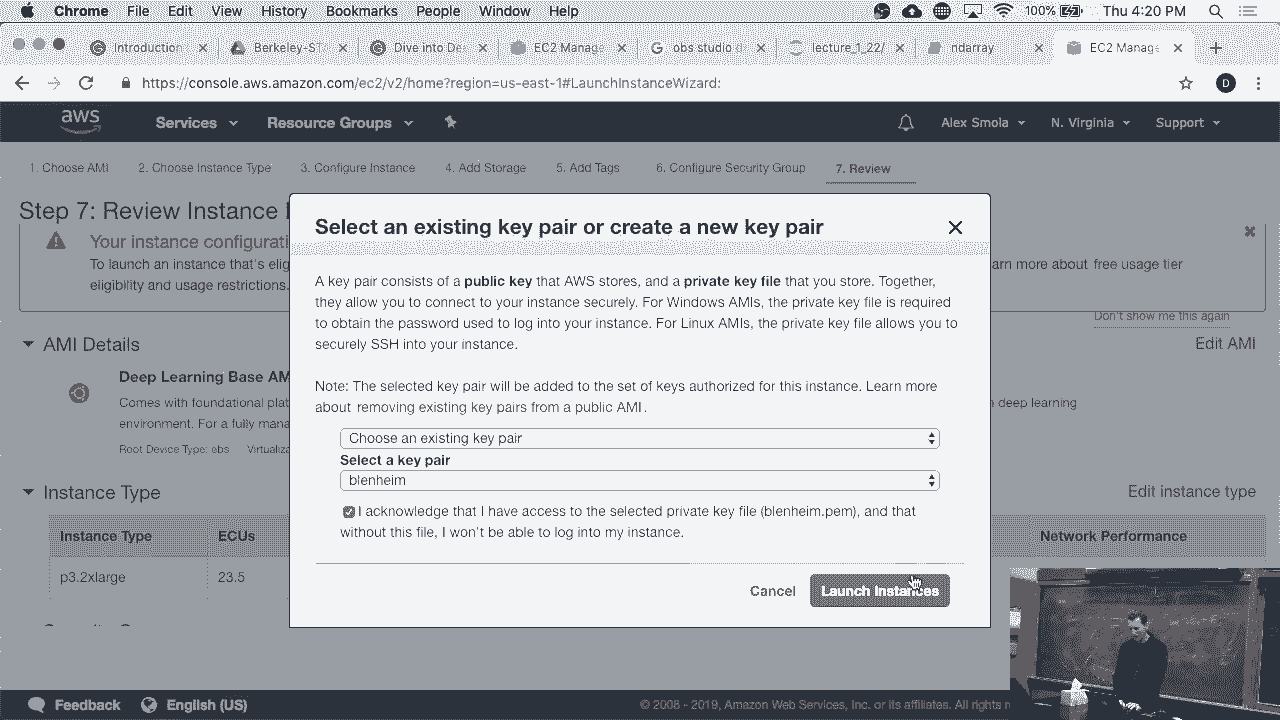 Chrome File Edit View History Bookmarks People Window Help 100% Thu 4:20 PM
Introduction Berkeley-ST Dive into De EC2 Manage obs studio lecture_1_22/ ndarray EC2 Manage
https://console.aws.amazon.com/ec2/v2/home?region=us-east-1#LaunchInstanceWizard: D
aws Services Resource Groups Alex Smola N. Virginia Support
1. Choose AMI 2. Choose Instance Type 3. Configure Instance 4. Add Storage 5. Add Tags 6. Configure Security Group 7. Review
Step 7: Review Instance
Your instance configurati
To launch an instance that's elig
arn more about free usage tier
eligibility and usage restrictions.
Don't show me this again
AMI Details
Edit AMI
Deep Learning Base AM
Comes with foundational plat
deep learning
environment. For a fully mana
Root Device Type: ebs Virtualiza
Instance Type
Edit instance type
Instance Type ECUs
Network Performance
p3.2xlarge 23.5
Select an existing key pair or create a new key pair
A key pair consists of a public key that AWS stores, and a private key file that you store. Together,
they allow you to connect to your instance securely. For Windows AMIs, the private key file is required
to obtain the password used to log into your instance. For Linux AMIs, the private key file allows you to
securely SSH into your instance.
Note: The selected key pair will be added to the set of keys authorized for this instance. Learn more
about removing existing key pairs from a public AMI.
Choose an existing key pair
Select a key pair
blenheim
I acknowledge that I have access to the selected private key file (blenheim.pem), and that
without this file, I won't be able to log into my instance.
Cancel Launch Instances
Feedback English (US) © 2008 - 2019, Amazon Web Services, Inc. or its affiliates. All rights r